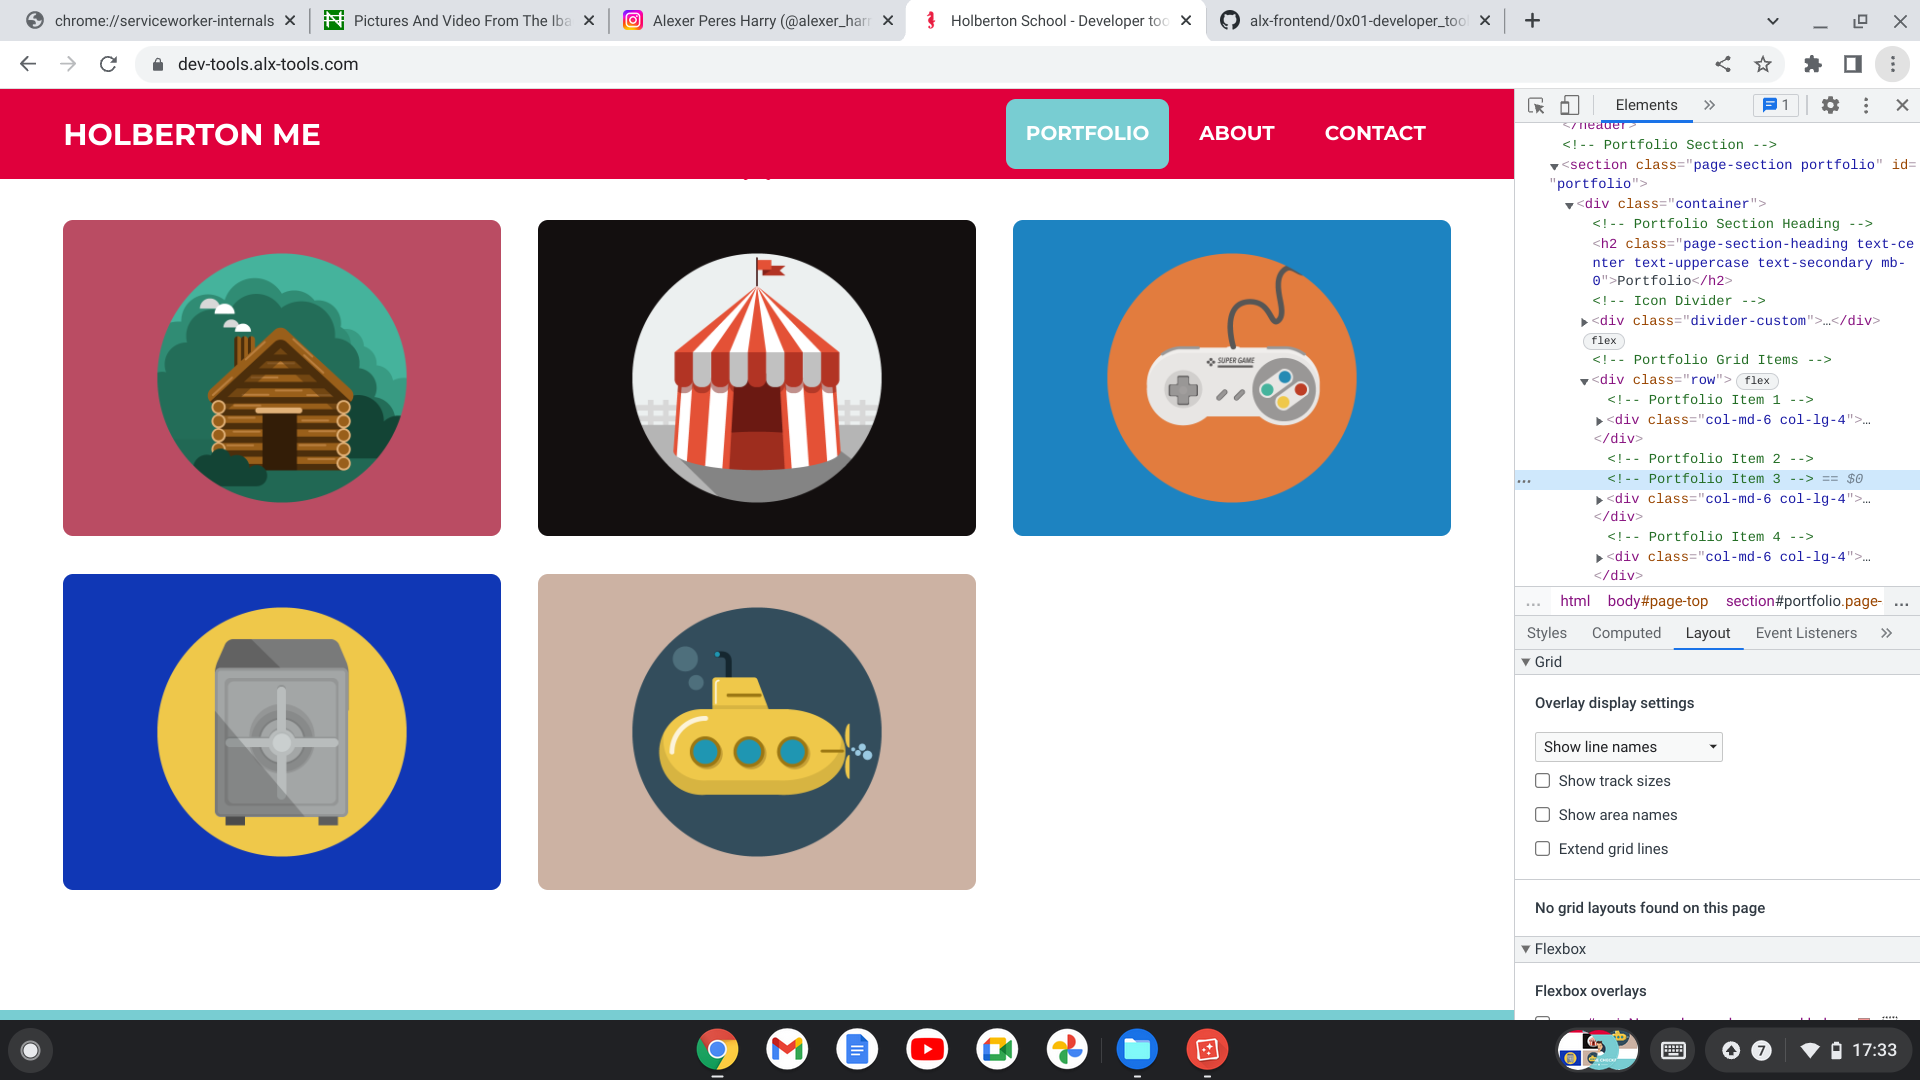 chrome://serviceworker-internals
Pictures And Video From The Iba
Alexer Peres Harry (@alexer_harr
Holberton School - Developer too
alx-frontend/0x01-developer_tool
dev-tools.alx-tools.com
HOLBERTON ME
PORTFOLIO
ABOUT
CONTACT
SUPER GAME
Elements
1
</header>
<!-- Portfolio Section -->
<section class="page-section portfolio" id=
"portfolio">
<div class="container">
<!-- Portfolio Section Heading -->
<h2 class="page-section-heading text-ce
nter text-uppercase text-secondary mb-
0">Portfolio</h2>
<!-- Icon Divider -->
<div class="divider-custom">…</div>
flex
<!-- Portfolio Grid Items -->
<div class="row"> flex
<!-- Portfolio Item 1 -->
<div class="col-md-6 col-lg-4">…
</div>
<!-- Portfolio Item 2 -->
... <!-- Portfolio Item 3 --> == $0
<div class="col-md-6 col-lg-4">…
</div>
<!-- Portfolio Item 4 -->
<div class="col-md-6 col-lg-4">…
</div>
... html body#page-top section#portfolio.page- ...
Styles Computed Layout Event Listeners
Grid
Overlay display settings
Show line names
Show track sizes
Show area names
Extend grid lines
No grid layouts found on this page
Flexbox
Flexbox overlays
7
17:33